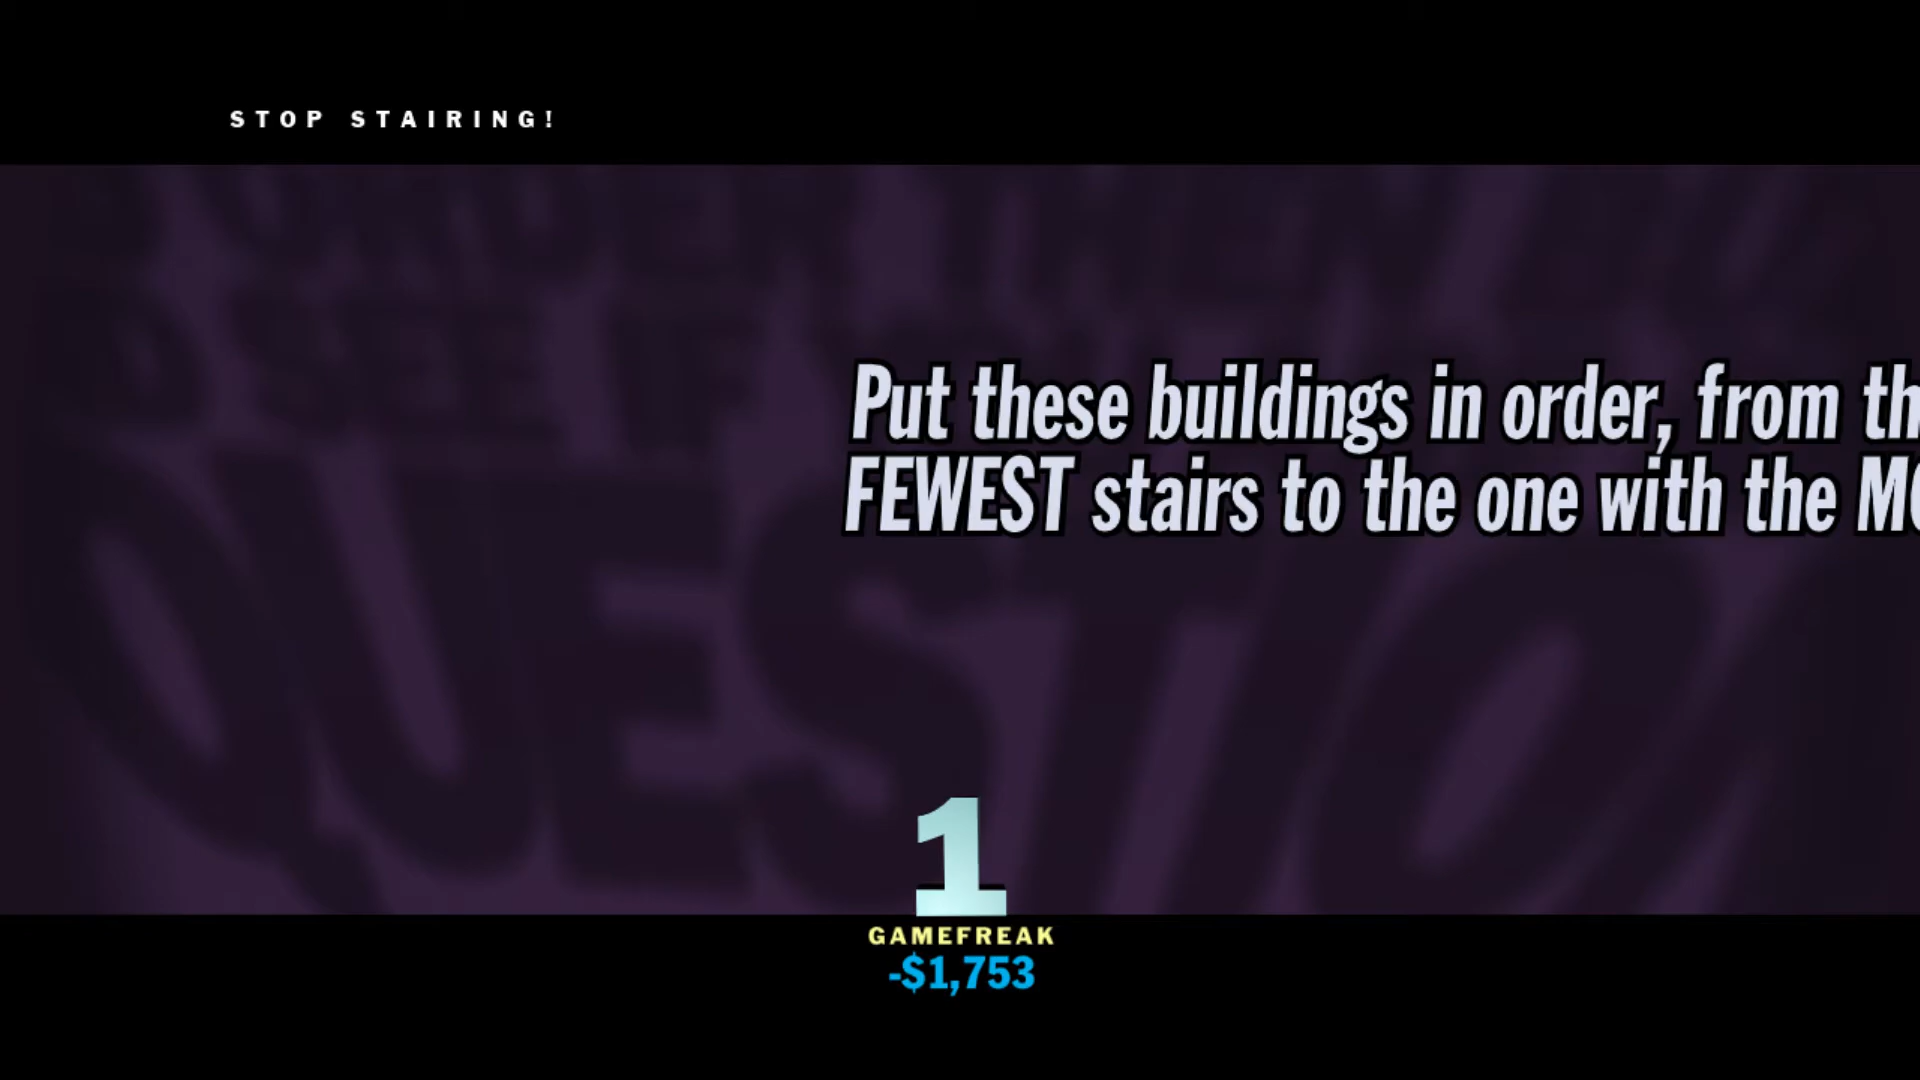 STOP STAIRING!
Put these buildings in order, from th
FEWEST stairs to the one with the M
QUESTIO
1
GAMEFREAK
-$1,753